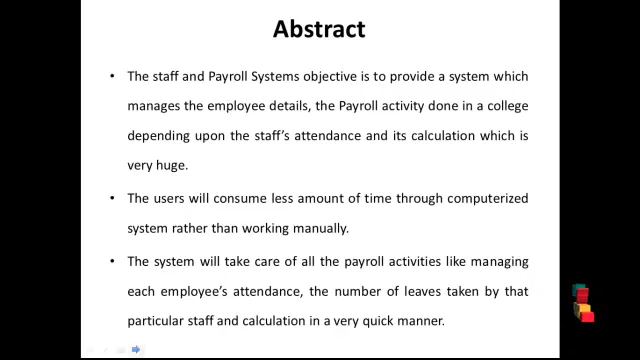 Abstract
• The staff and Payroll Systems objective is to provide a system which
manages the employee details, the Payroll activity done in a college
depending upon the staff's attendance and its calculation which is
very huge.
• The users will consume less amount of time through computerized
system rather than working manually.
• The system will take care of all the payroll activities like managing
each employee's attendance, the number of leaves taken by that
particular staff and calculation in a very quick manner.